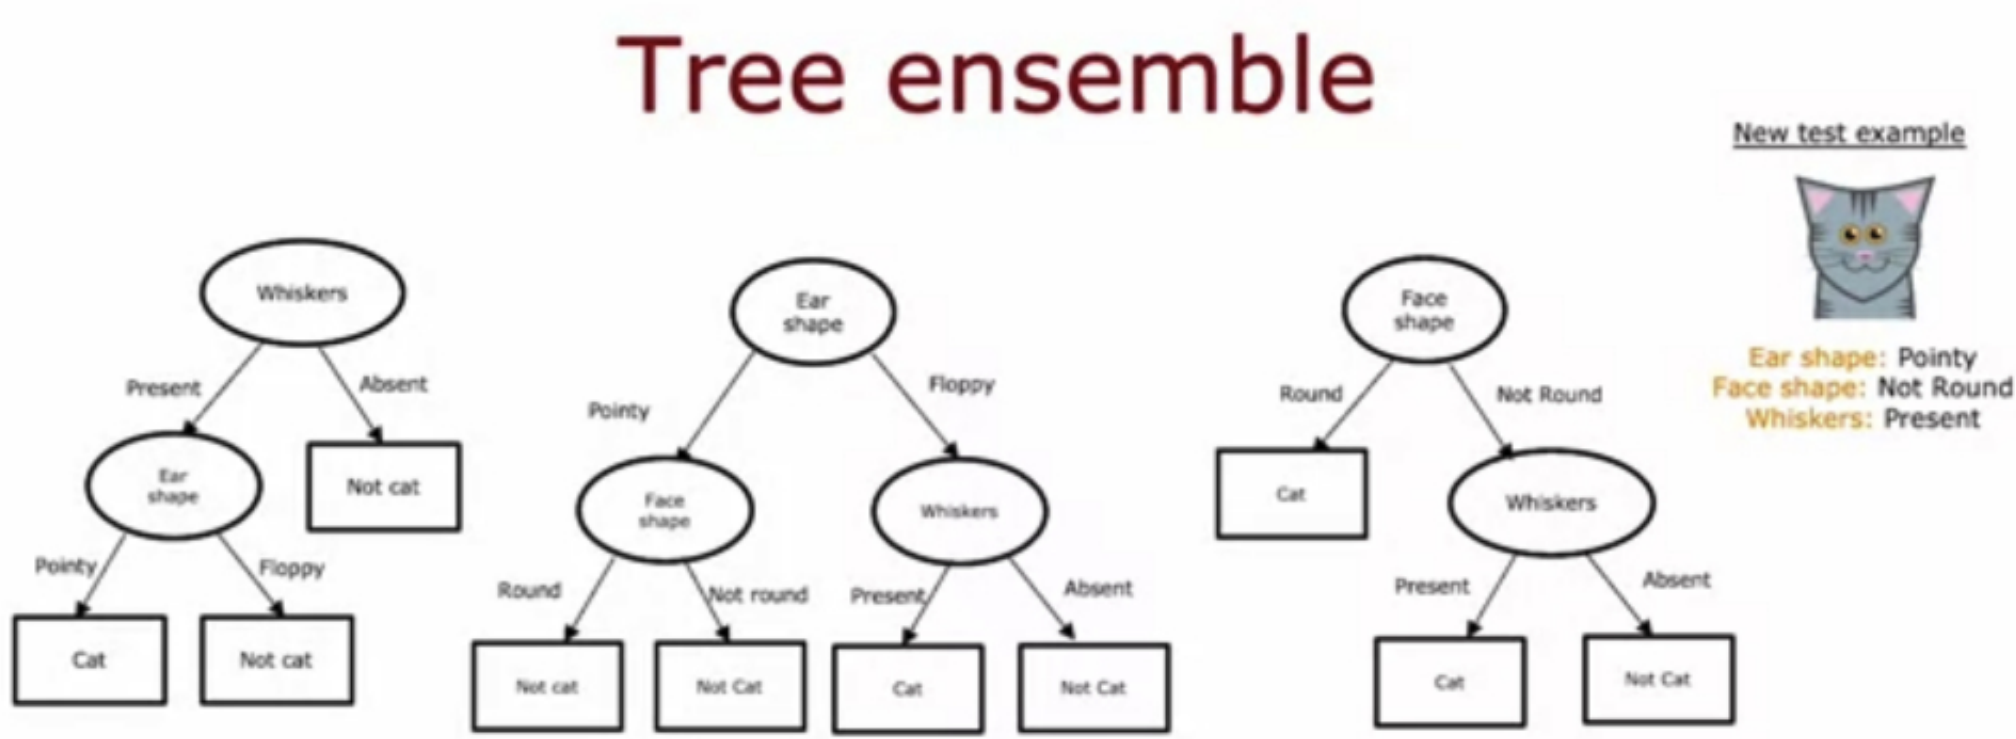 Tree ensemble
New test example
Ear shape: Pointy
Face shape: Not Round
Whiskers: Present
Whiskers
Present
Absent
Ear
shape
Not cat
Pointy
Floppy
Cat
Not cat
Ear
shape
Pointy
Floppy
Face
shape
Whiskers
Round
Not round
Present
Absent
Not cat
Not Cat
Cat
Not Cat
Face
shape
Round
Not Round
Cat
Whiskers
Present
Absent
Cat
Not Cat